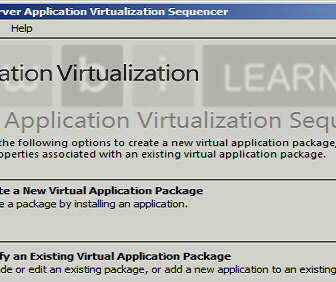 rver Application Virtualization Sequencer
Help
cation Virtualization
w b i LEARN
Application Virtualization Sequ
the following options to create a new virtual application package,
operties associated with an existing virtual application package.
te a New Virtual Application Package
e a package by installing an application.
fy an Existing Virtual Application Package
de or edit an existing package, or add a new application to an existing